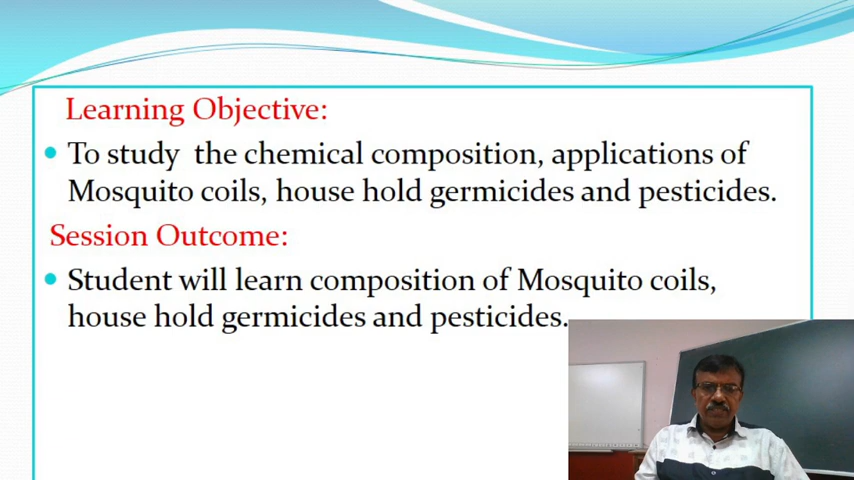 Learning Objective:
To study the chemical composition, applications of
Mosquito coils, house hold germicides and pesticides.
Session Outcome:
Student will learn composition of Mosquito coils,
house hold germicides and pesticides.